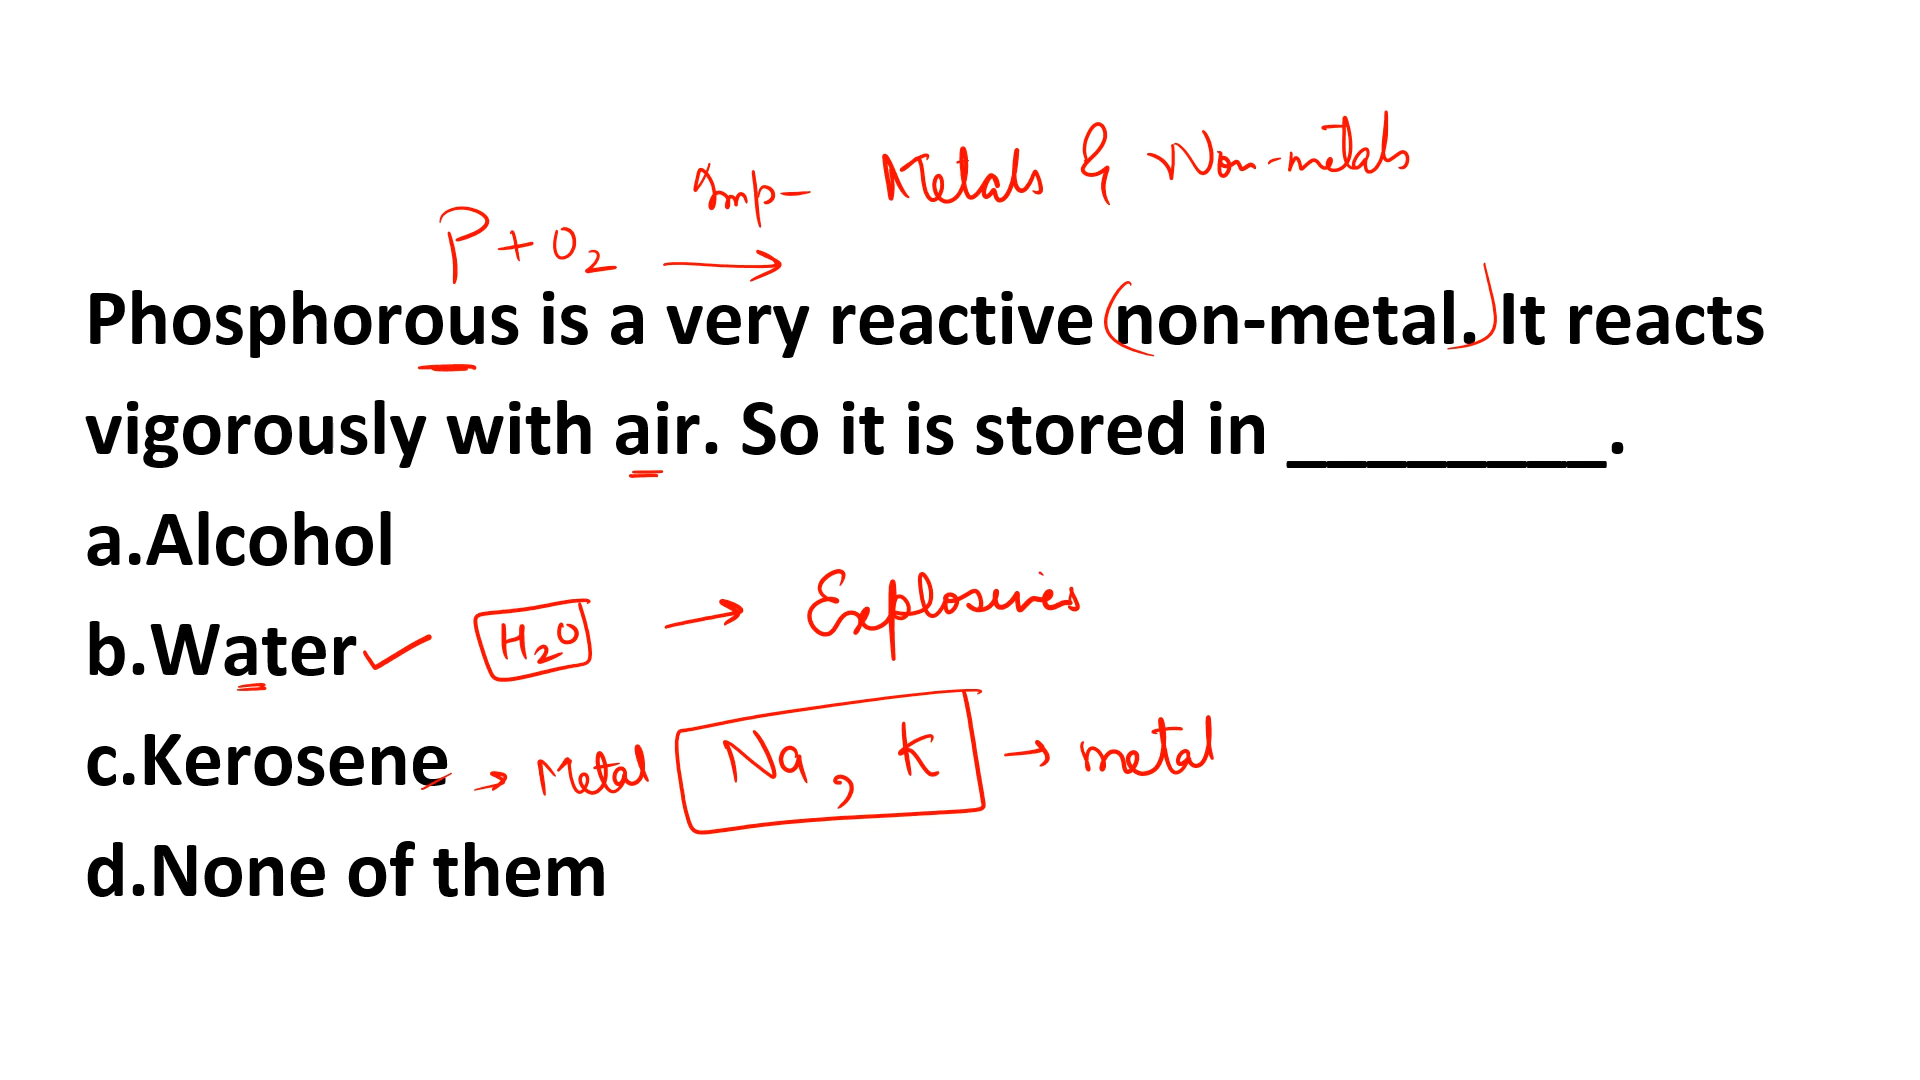 Imp- Metals & Non-metals
P + O2 →
Phosphorous is a very reactive (non-metal.) It reacts
vigorously with air. So it is stored in ________.
a.Alcohol
b.Water ✓ H2O → Explosives
c.Kerosene → Metal Na, K → metal
d.None of them